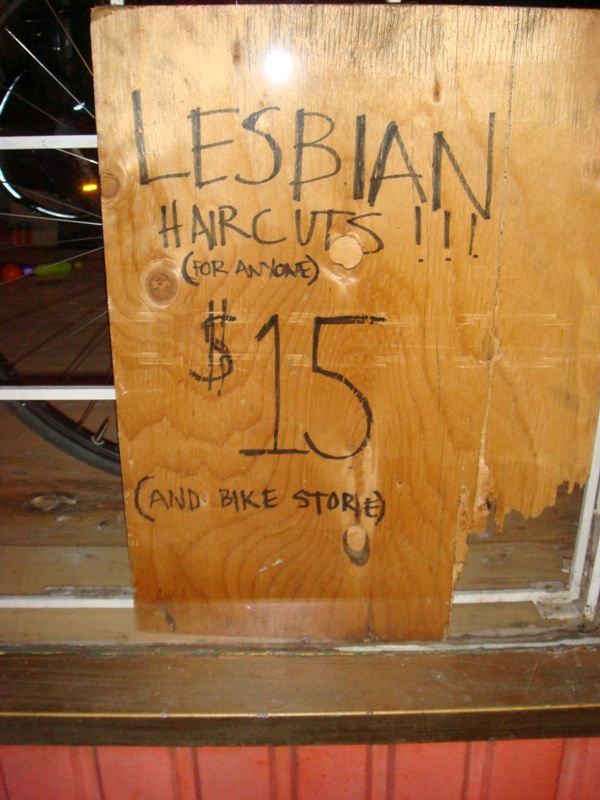 LESBIAN
HAIRCUTS !!!
(FOR ANYONE)
$15
(AND BIKE STORE)